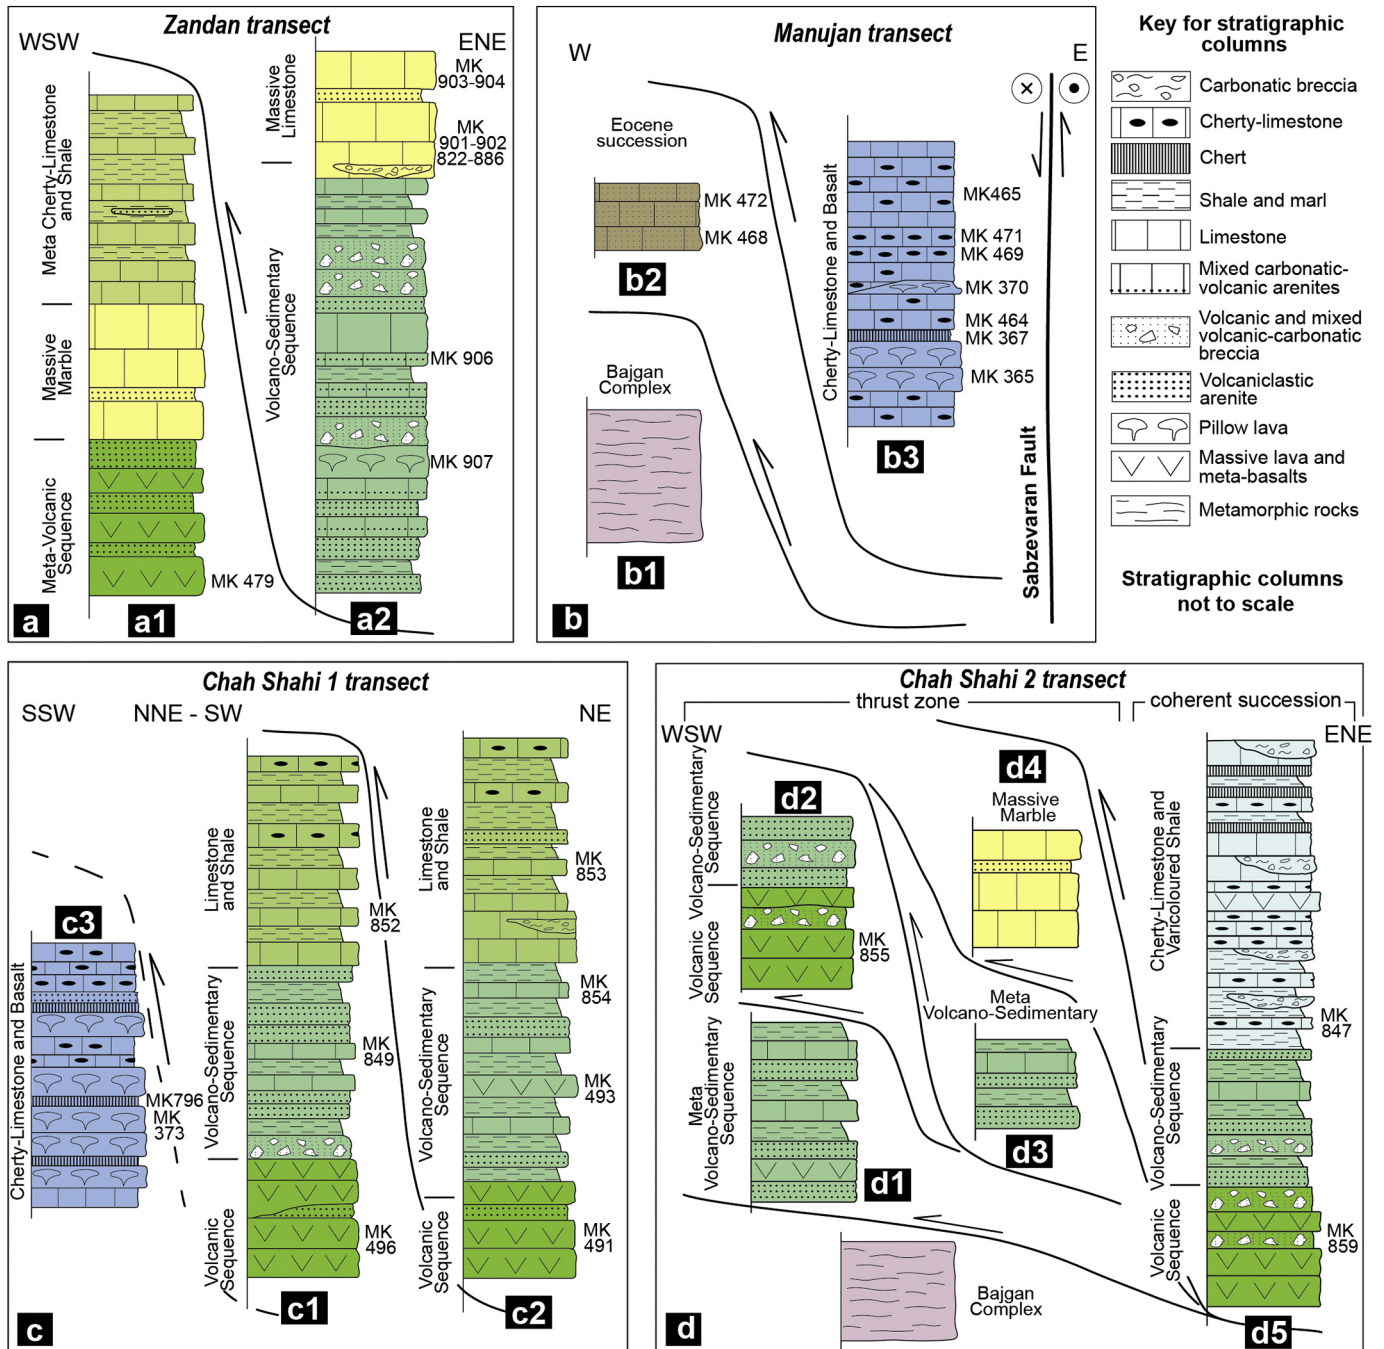 Zandan transect
WSW
ENE
Meta Cherty-Limestone
and Shale
Massive
Marble
Meta-Volcanic
Sequence
MK 479
a1
Massive
Limestone
Volcano-Sedimentary
Sequence
MK
903-904
MK
901-902
822-886
MK 906
MK 907
a2
a
Manujan transect
W
E
Eocene
succession
MK 472
MK 468
b2
Bajgan
Complex
b1
Cherty-Limestone and Basalt
MK465
MK 471
MK 469
MK 370
MK 464
MK 367
MK 365
b3
Sabzevaran Fault
b
Key for stratigraphic
columns
Carbonatic breccia
Cherty-limestone
Chert
Shale and marl
Limestone
Mixed carbonatic-
volcanic arenites
Volcanic and mixed
volcanic-carbonatic
breccia
Volcaniclastic
arenite
Pillow lava
Massive lava and
meta-basalts
Metamorphic rocks
Stratigraphic columns
not to scale
Chah Shahi 1 transect
SSW
NNE - SW
NE
c3
Cherty-Limestone and Basalt
MK796
MK
373
Limestone
and Shale
Volcano-Sedimentary
Sequence
Volcanic
Sequence
MK
852
MK
849
MK
496
c1
Limestone
and Shale
Volcano-Sedimentary
Sequence
Volcanic
Sequence
MK
853
MK
854
MK
493
MK
491
c2
c
Chah Shahi 2 transect
thrust zone
coherent succession
WSW
ENE
Volcano-Sedimentary
Sequence
Volcanic
Sequence
d2
MK
855
Meta
Volcano-Sedimentary
Sequence
d1
d4
Massive
Marble
Meta
Volcano-Sedimentary
d3
Bajgan
Complex
Cherty-Limestone and
Varicoloured Shale
Volcano-Sedimentary
Sequence
Volcanic
Sequence
MK
847
MK
859
d5
d